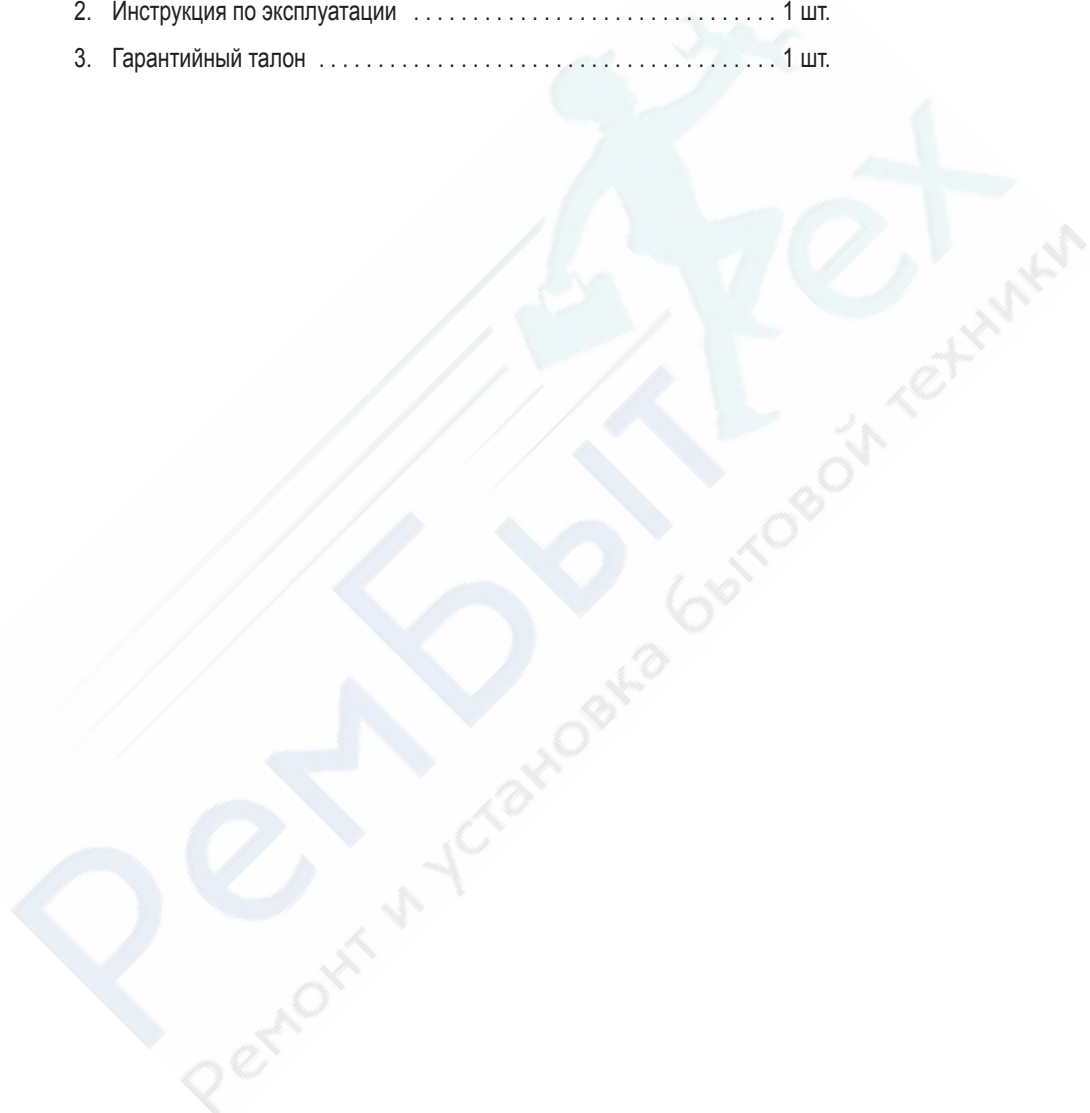 2. Инструкция по эксплуатации . . . . . . . . . . . . . . . . . . . . . . . . . . . . . . . 1 шт.
3. Гарантийный талон . . . . . . . . . . . . . . . . . . . . . . . . . . . . . . . . . . . . . . . 1 шт.
РемБытТех
Ремонт и установка бытовой техники